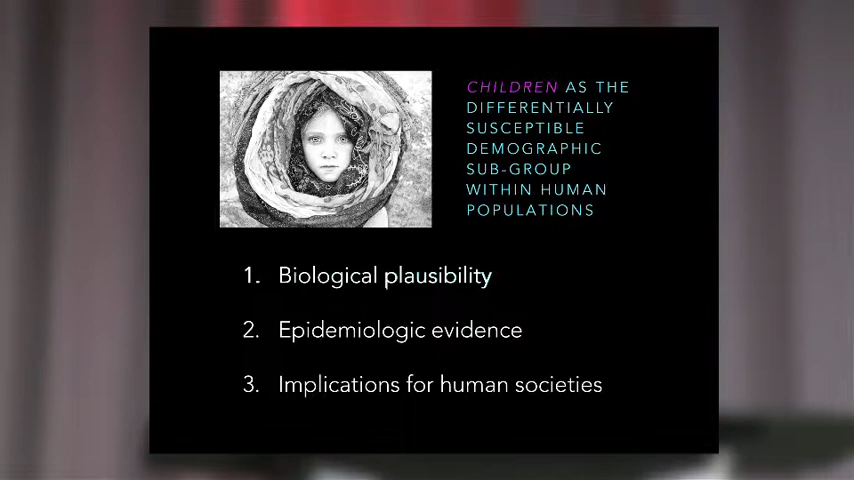 CHILDREN AS THE
DIFFERENTIALLY
SUSCEPTIBLE
DEMOGRAPHIC
SUB-GROUP
WITHIN HUMAN
POPULATIONS
1. Biological plausibility
2. Epidemiologic evidence
3. Implications for human societies